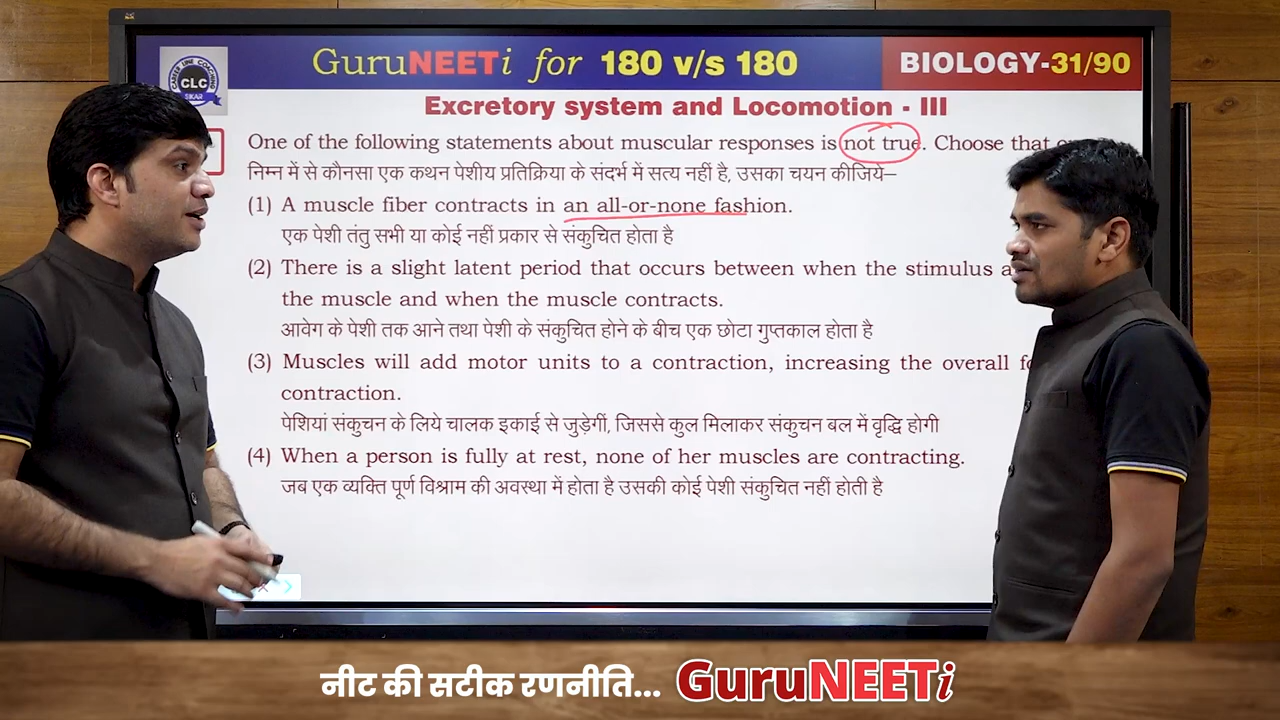 GuruNEETi for 180 v/s 180
BIOLOGY-31/90
CAREER LINE COACHING
CLC
SIKAR
Excretory system and Locomotion - III
One of the following statements about muscular responses is not true. Choose that
निम्न में से कौनसा एक कथन पेशीय प्रतिक्रिया के संदर्भ में सत्य नहीं है, उसका चयन कीजिये–
(1) A muscle fiber contracts in an all-or-none fashion.
एक पेशी तंतु सभी या कोई नहीं प्रकार से संकुचित होता है
(2) There is a slight latent period that occurs between when the stimulus
the muscle and when the muscle contracts.
आवेग के पेशी तक आने तथा पेशी के संकुचित होने के बीच एक छोटा गुप्तकाल होता है
(3) Muscles will add motor units to a contraction, increasing the overall
contraction.
पेशियां संकुचन के लिये चालक इकाई से जुड़ेगीं, जिससे कुल मिलाकर संकुचन बल में वृद्धि होगी
(4) When a person is fully at rest, none of her muscles are contracting.
जब एक व्यक्ति पूर्ण विश्राम की अवस्था में होता है उसकी कोई पेशी संकुचित नहीं होती है
नीट की सटीक रणनीति... GuruNEETi